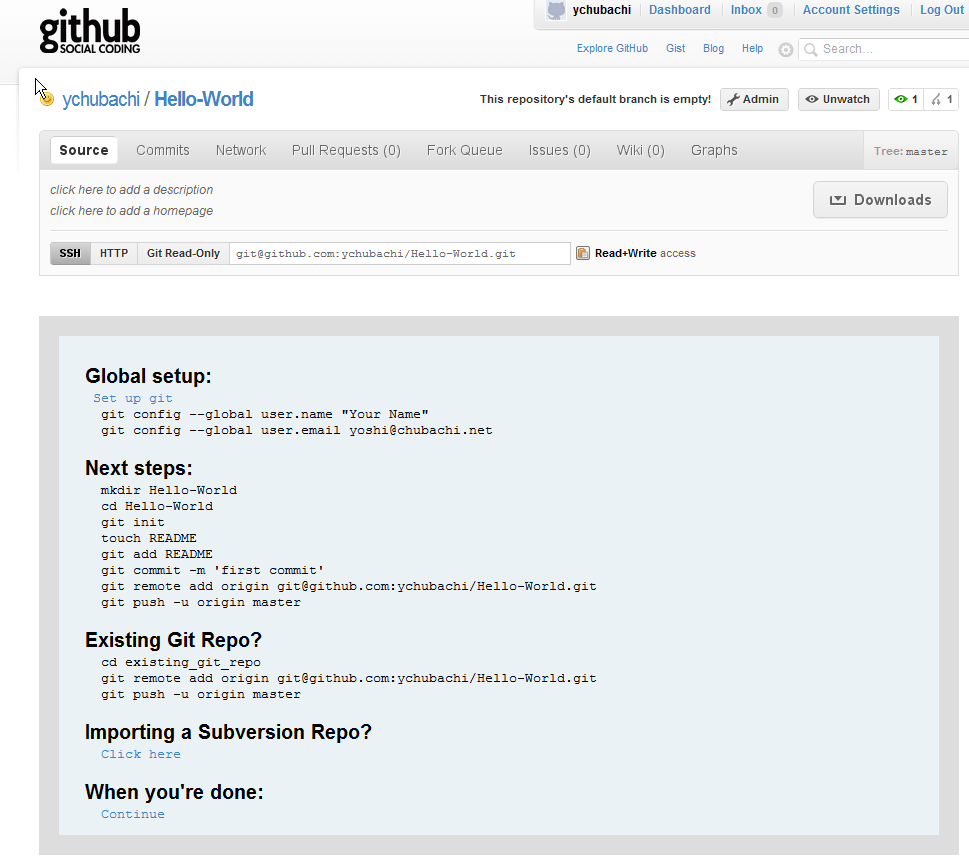 github
SOCIAL CODING
ychubachi Dashboard Inbox 0 Account Settings Log Out
Explore GitHub Gist Blog Help Search...
ychubachi / Hello-World
This repository's default branch is empty! Admin Unwatch 1 1
Source Commits Network Pull Requests (0) Fork Queue Issues (0) Wiki (0) Graphs Tree: master
click here to add a description
click here to add a homepage
Downloads
SSH HTTP Git Read-Only git@github.com:ychubachi/Hello-World.git Read+Write access
Global setup:
Set up git
git config --global user.name "Your Name"
git config --global user.email yoshi@chubachi.net
Next steps:
mkdir Hello-World
cd Hello-World
git init
touch README
git add README
git commit -m 'first commit'
git remote add origin git@github.com:ychubachi/Hello-World.git
git push -u origin master
Existing Git Repo?
cd existing_git_repo
git remote add origin git@github.com:ychubachi/Hello-World.git
git push -u origin master
Importing a Subversion Repo?
Click here
When you're done:
Continue